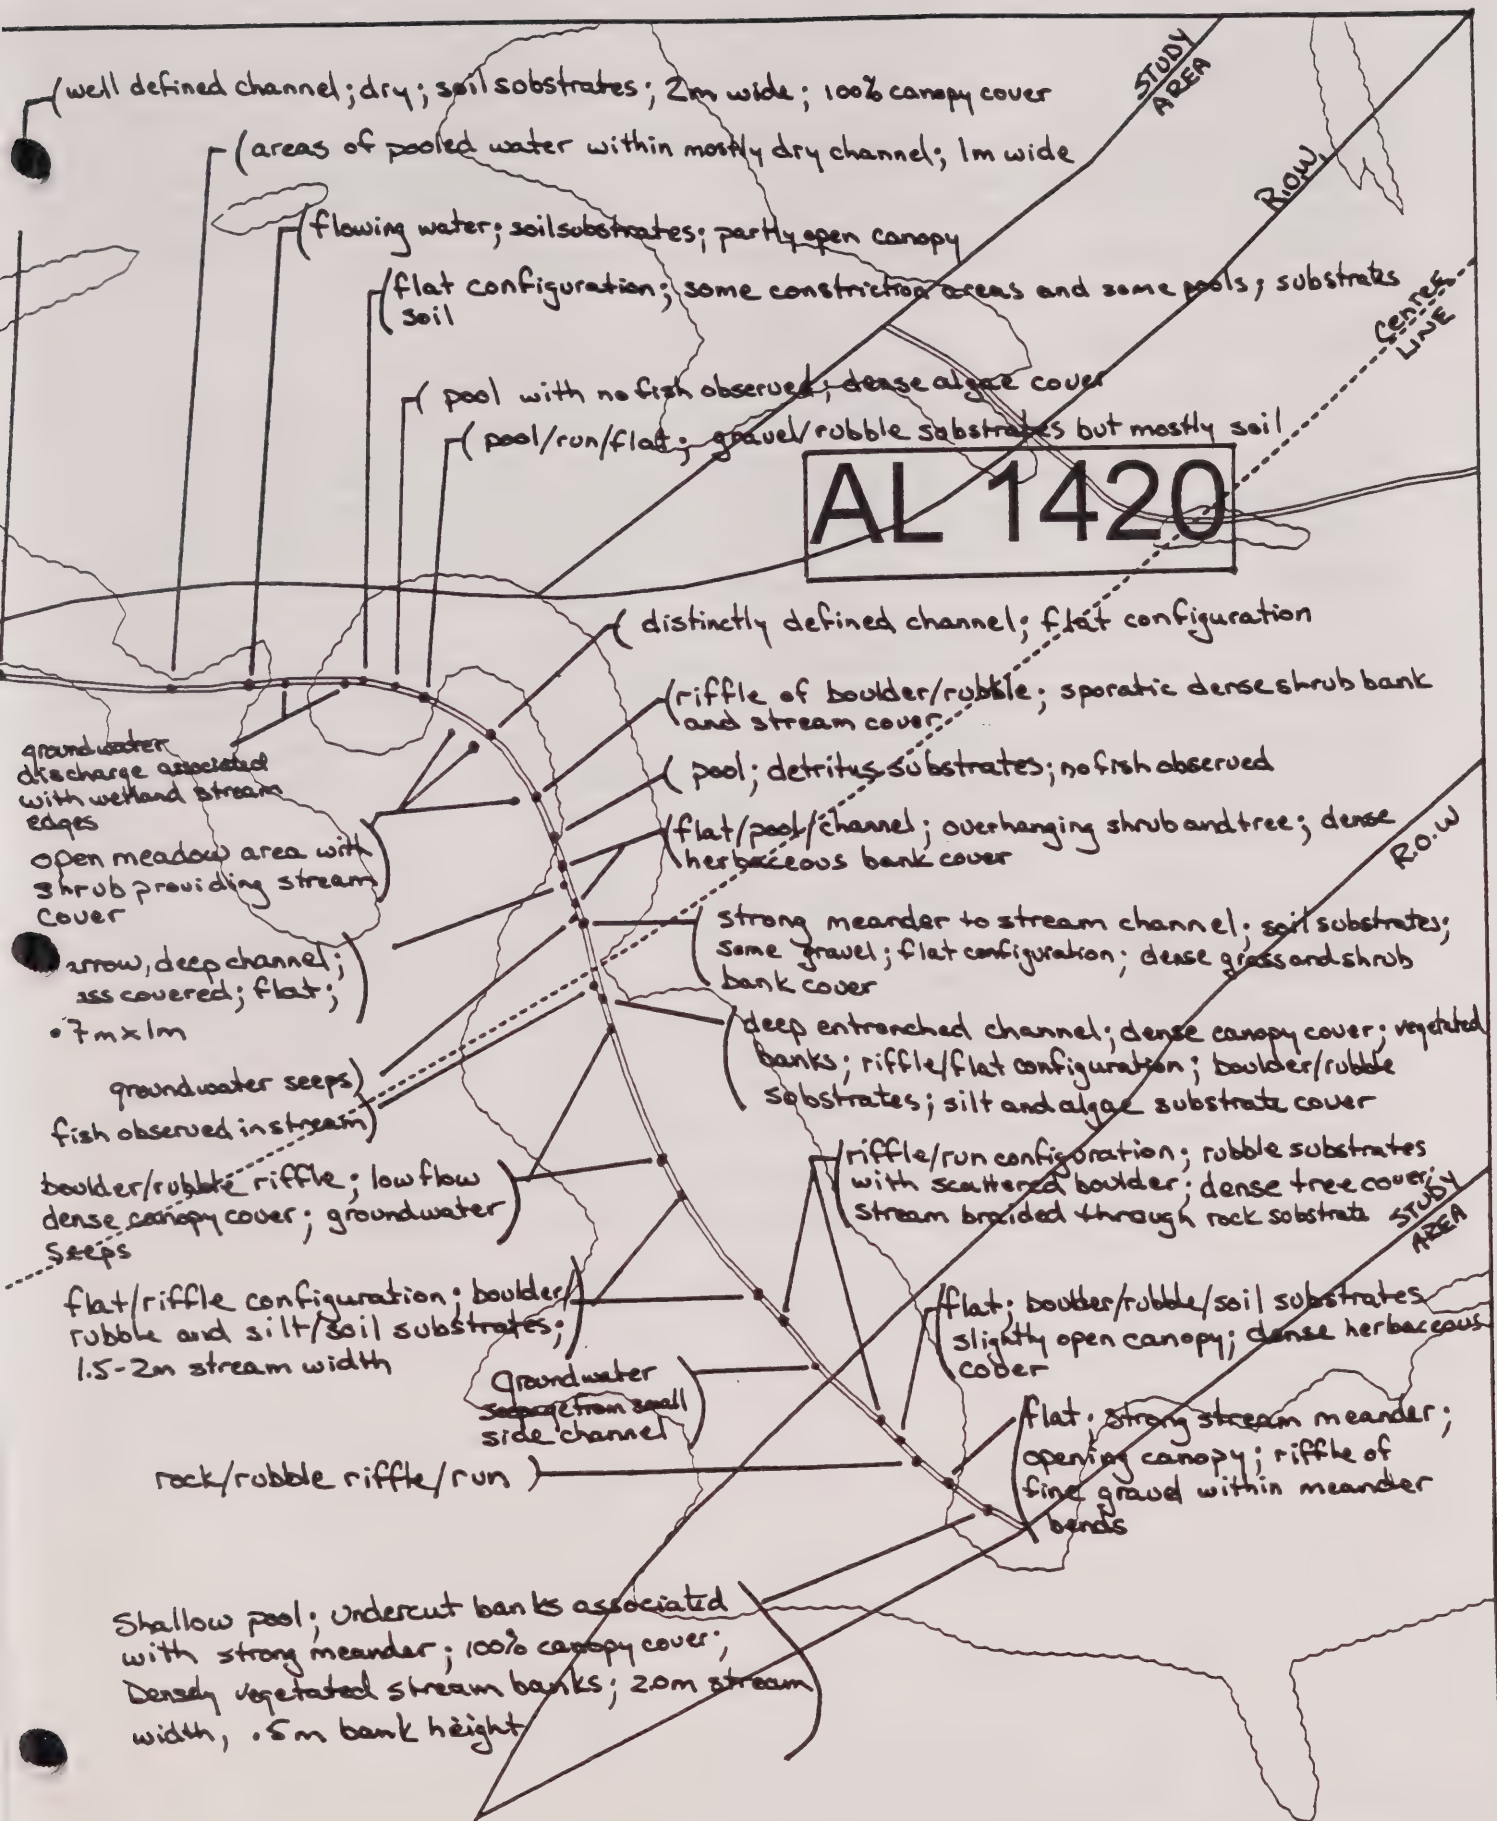 well defined channel; dry; soil substrates; 2m wide; 100% canopy cover
areas of pooled water within mostly dry channel; 1m wide
flowing water; soil substrates; partly open canopy
flat configuration; some constriction areas and some pools; substrates
soil
pool with no fish observed; dense algae cover
pool/run/flat; gravel/rubble substrates but mostly soil
STUDY
AREA
R.O.W.
CENTRE
LINE
AL 1420
distinctly defined channel; flat configuration
riffle of boulder/rubble; sporatic dense shrub bank
and stream cover
pool; detritus substrates; no fish observed
flat/pool/channel; overhanging shrub and tree; dense
herbaceous bank cover
R.O.W
strong meander to stream channel; soil substrates;
some gravel; flat configuration; dense grass and shrub
bank cover
deep entronched channel; dense canopy cover; vegetated
banks; riffle/flat configuration; boulder/rubble
substrates; silt and algae substrate cover
riffle/run configuration; rubble substrates
with scattered boulder; dense tree cover;
stream braided through rock substrate
STUDY
AREA
flat; boulder/rubble/soil substrates
slightly open canopy; dense herbaceous
cover
flat; strong stream meander;
opening canopy; riffle of
fine gravel within meander
bends
groundwater
discharge associated
with wetland stream
edges
open meadow area with
shrub providing stream
cover
arrow, deep channel;
ass covered; flat;
.7m x 1m
groundwater seeps
fish observed in stream
boulder/rubble riffle; low flow
dense canopy cover; groundwater
seeps
flat/riffle configuration; boulder/
rubble and silt/soil substrates;
1.5-2m stream width
Groundwater
seepage from small
side channel
rock/rubble riffle/run
Shallow pool; undercut banks associated
with strong meander; 100% canopy cover;
Densely vegetated stream banks; 2.0m stream
width, .5m bank height